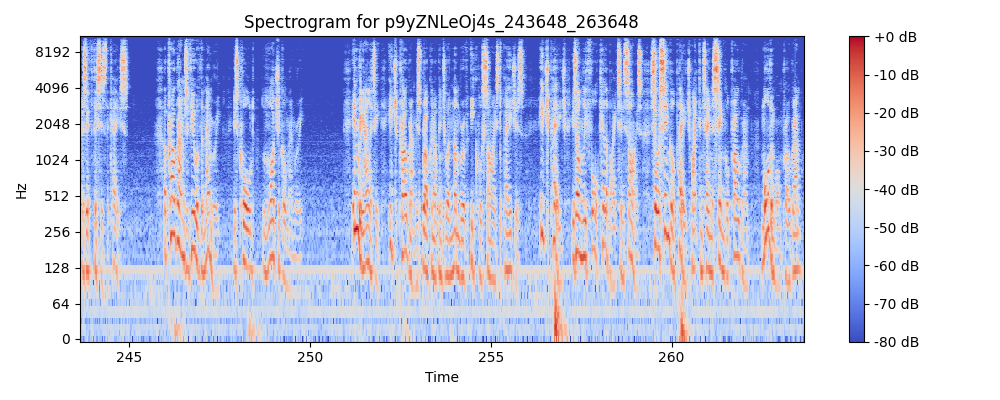 Spectrogram for p9yZNLeOj4s_243648_263648
8192
4096
2048
1024
512
256
128
64
0
Hz
245
250
255
260
Time
+0 dB
-10 dB
-20 dB
-30 dB
-40 dB
-50 dB
-60 dB
-70 dB
-80 dB